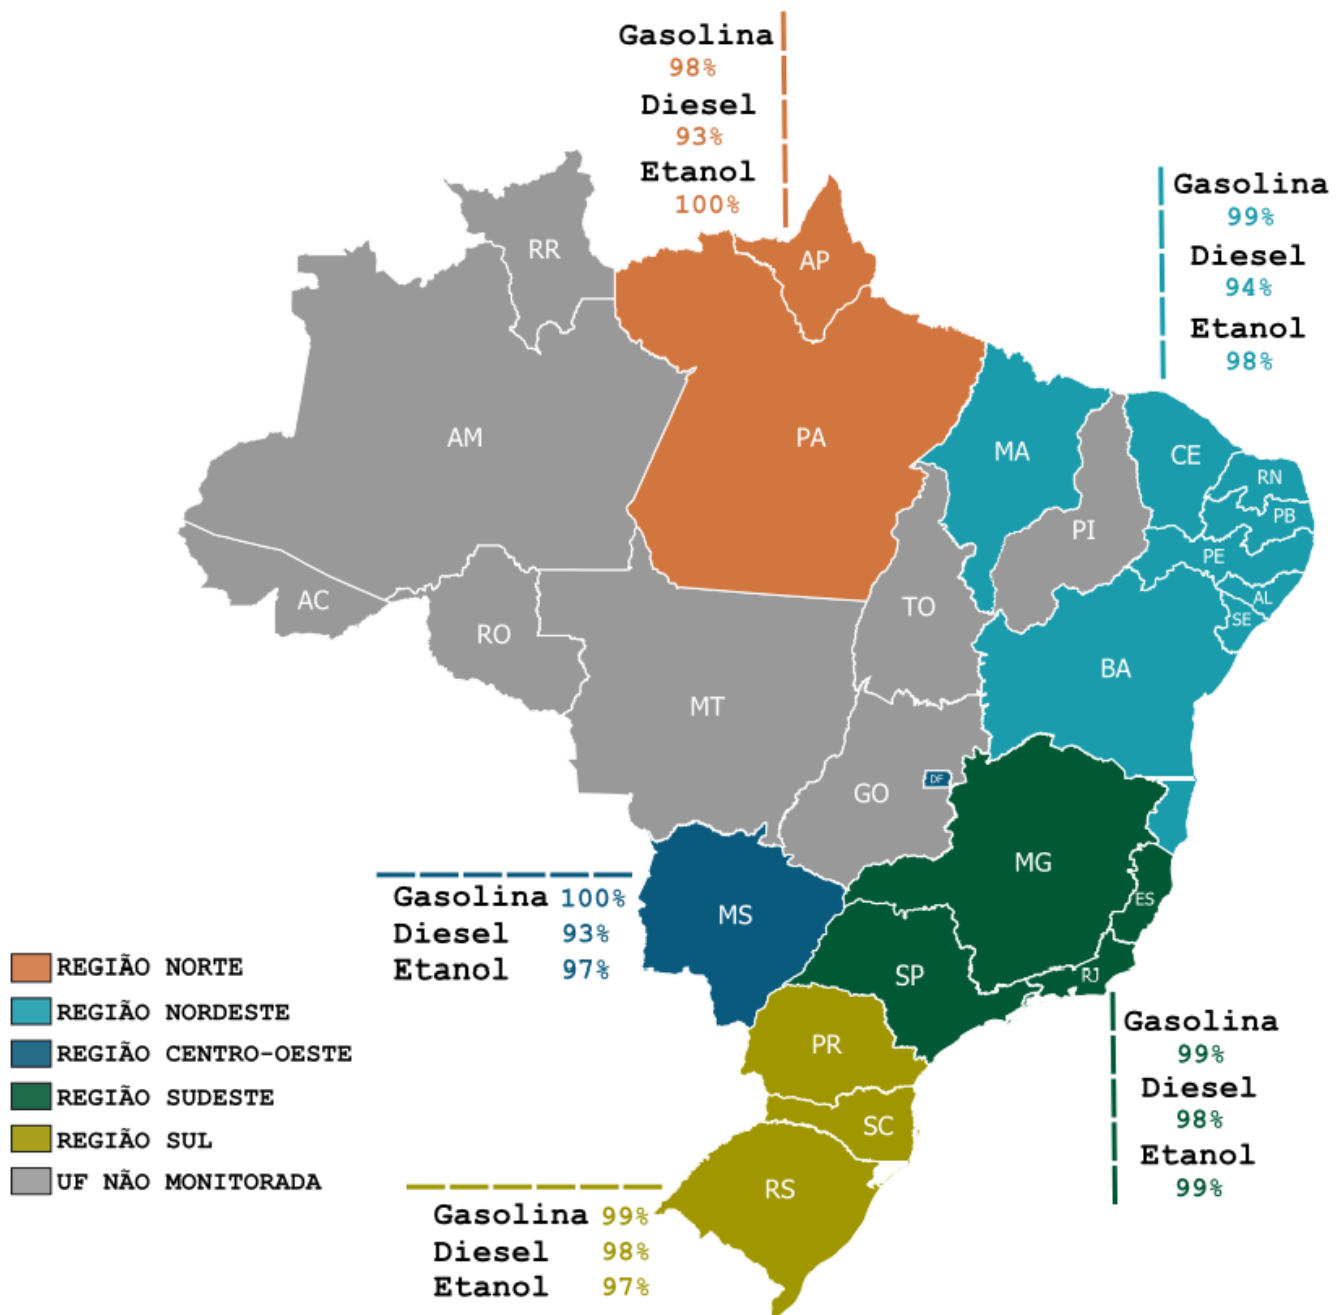 Gasolina
98%
Diesel
93%
Etanol
100%
Gasolina
99%
Diesel
94%
Etanol
98%
RR
AP
AM
PA
MA
CE
RN
PB
PI
PE
AL
SE
AC
RO
TO
BA
MT
GO
DF
MG
ES
MS
SP
RJ
PR
SC
RS
Gasolina 100%
Diesel 93%
Etanol 97%
REGIÃO NORTE
REGIÃO NORDESTE
REGIÃO CENTRO-OESTE
REGIÃO SUDESTE
REGIÃO SUL
UF NÃO MONITORADA
Gasolina
99%
Diesel
98%
Etanol
99%
Gasolina 99%
Diesel 98%
Etanol 97%